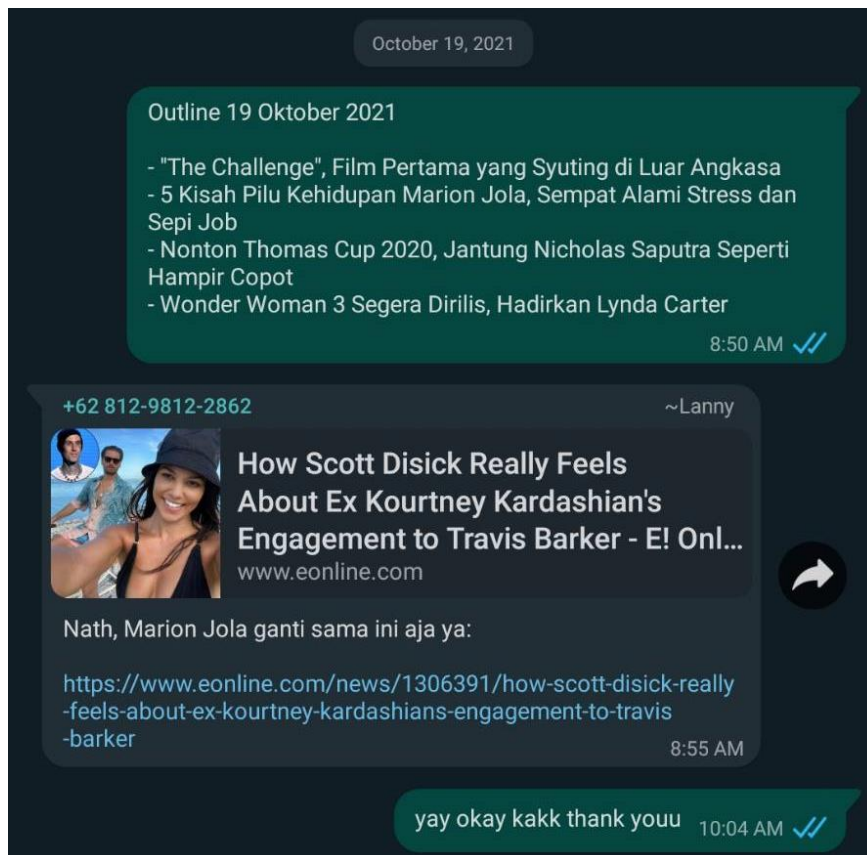 October 19, 2021
Outline 19 Oktober 2021
- "The Challenge", Film Pertama yang Syuting di Luar Angkasa
- 5 Kisah Pilu Kehidupan Marion Jola, Sempat Alami Stress dan
Sepi Job
- Nonton Thomas Cup 2020, Jantung Nicholas Saputra Seperti
Hampir Copot
- Wonder Woman 3 Segera Dirilis, Hadirkan Lynda Carter
8:50 AM
+62 812-9812-2862 ~Lanny
How Scott Disick Really Feels
About Ex Kourtney Kardashian's
Engagement to Travis Barker - E! Onl...
www.eonline.com
Nath, Marion Jola ganti sama ini aja ya:
https://www.eonline.com/news/1306391/how-scott-disick-really
-feels-about-ex-kourtney-kardashians-engagement-to-travis
-barker
8:55 AM
yay okay kakk thank youu 10:04 AM